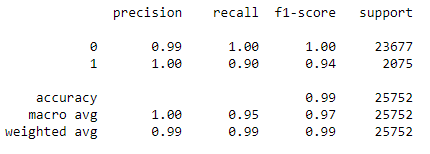 precision recall f1-score support
0 0.99 1.00 1.00 23677
1 1.00 0.90 0.94 2075
accuracy 0.99 25752
macro avg 1.00 0.95 0.97 25752
weighted avg 0.99 0.99 0.99 25752